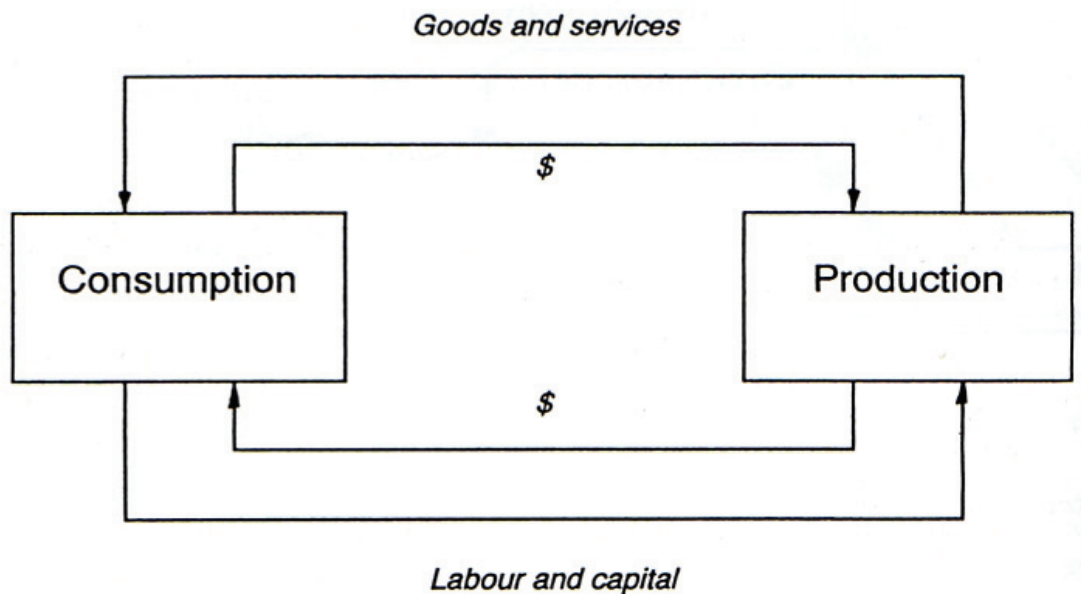 Goods and services
$
Consumption
Production
$
Labour and capital